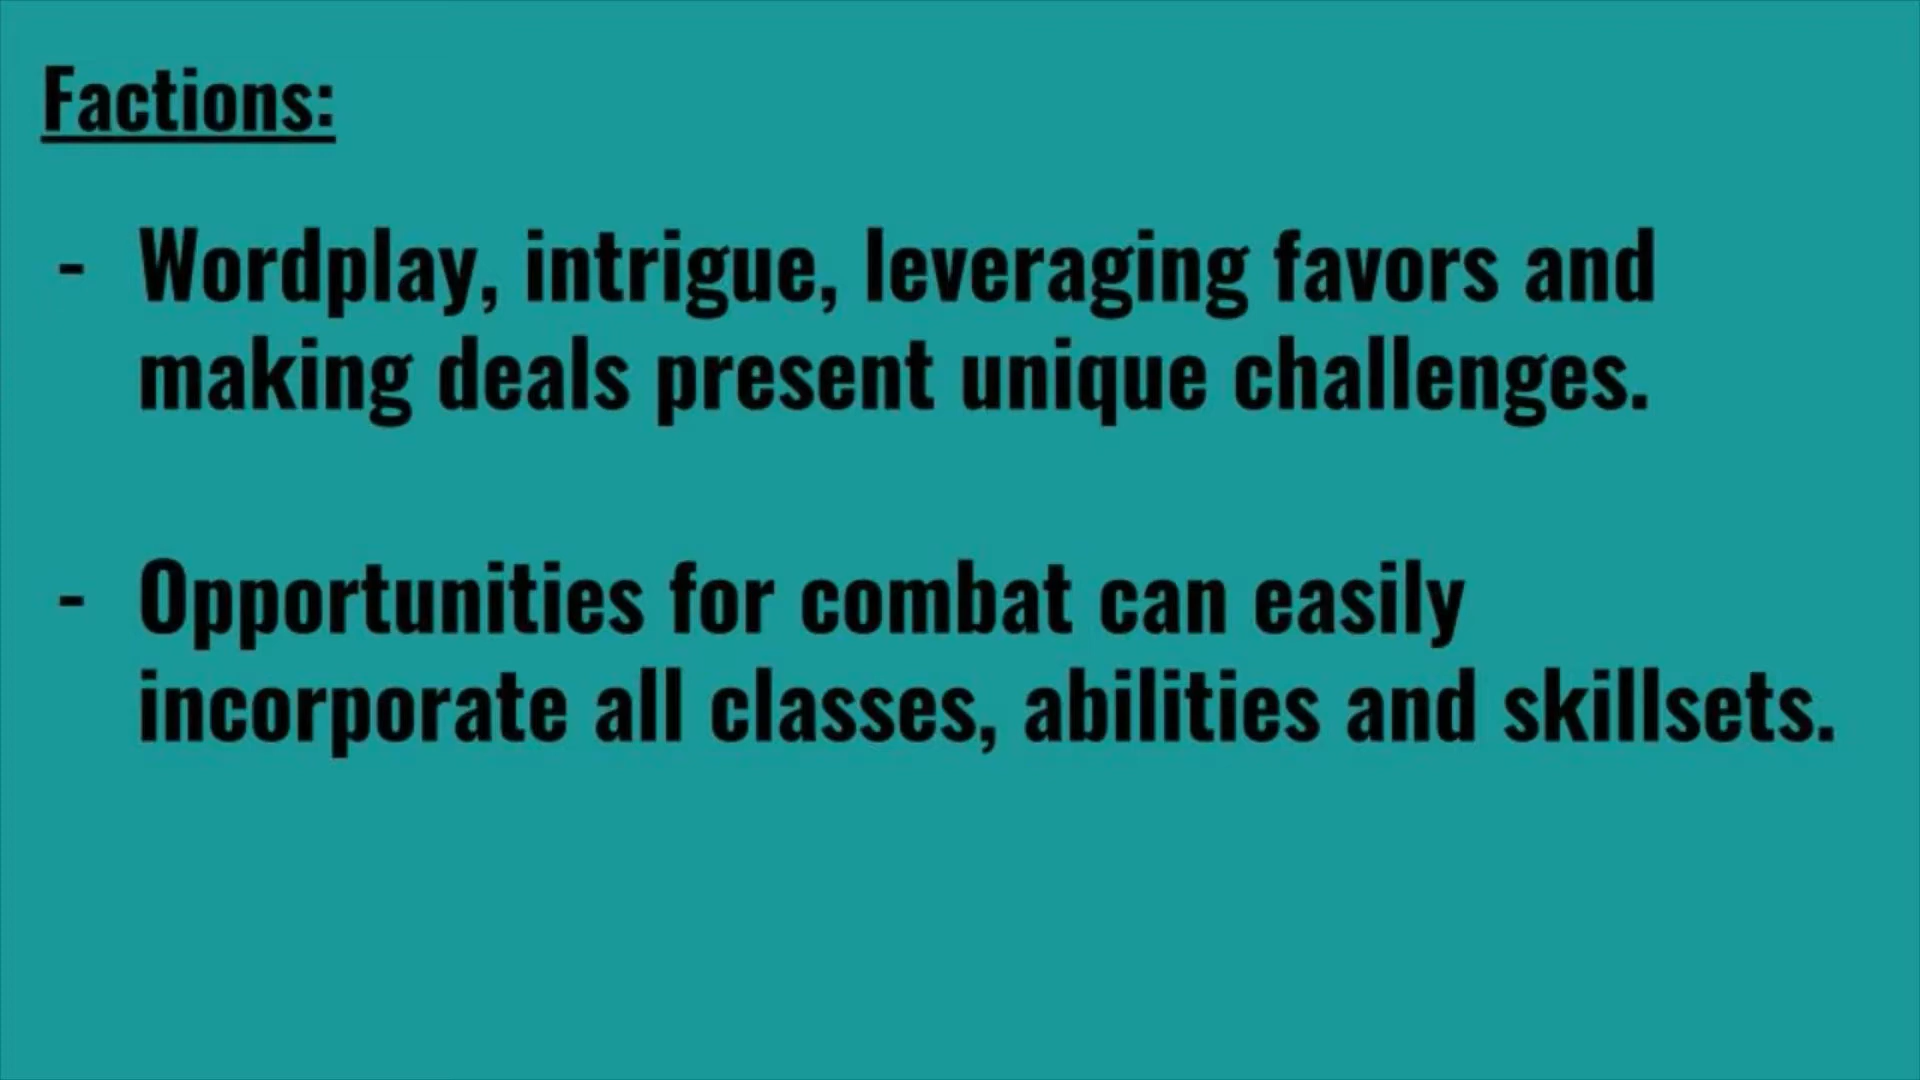 Factions:
- Wordplay, intrigue, leveraging favors and
making deals present unique challenges.
- Opportunities for combat can easily
incorporate all classes, abilities and skillsets.